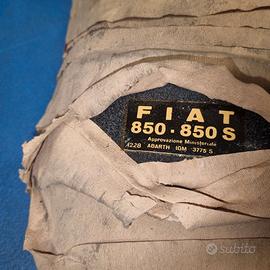 FIAT
850·850 S
Approvazione Ministeriale
4228 ABARTH IGM 3775 S
subito